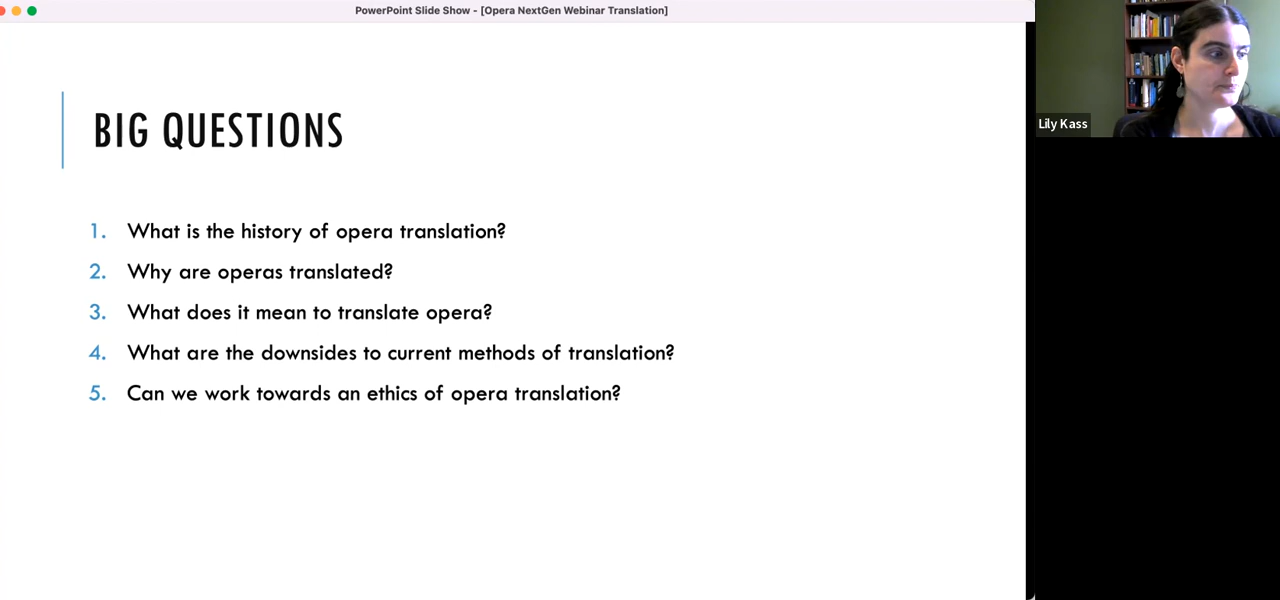 PowerPoint Slide Show - [Opera NextGen Webinar Translation]
BIG QUESTIONS
1. What is the history of opera translation?
2. Why are operas translated?
3. What does it mean to translate opera?
4. What are the downsides to current methods of translation?
5. Can we work towards an ethics of opera translation?
Lily Kass